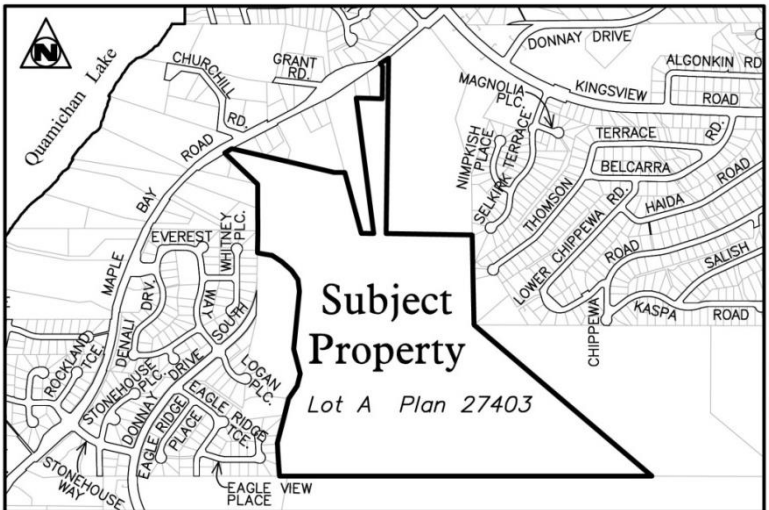 N
Quamichan Lake
CHURCHILL
RD.
GRANT
RD.
DONNAY DRIVE
ALGONKIN RD
MAGNOLIA
PLC.
KINGSVIEW
ROAD
MAPLE BAY ROAD
NIMPKISH
PLACE
SELKIRK TERRACE
TERRACE
RD.
BELCARRA
THOMSON
HAIDA ROAD
LOWER CHIPPEWA RD.
ROAD
SALISH
CHIPPEWA
KASPA
ROAD
EVEREST
WAY
WHITNEY
PLC.
DENALI
DRV.
SOUTH
ROCKLAND
TCE.
STONEHOUSE
PLC.
DONNAY DRIVE
LOGAN
PLC.
EAGLE RIDGE
PLACE
EAGLE RIDGE
TCE.
STONEHOUSE
WAY
EAGLE VIEW
PLACE
Subject
Property
Lot A Plan 27403